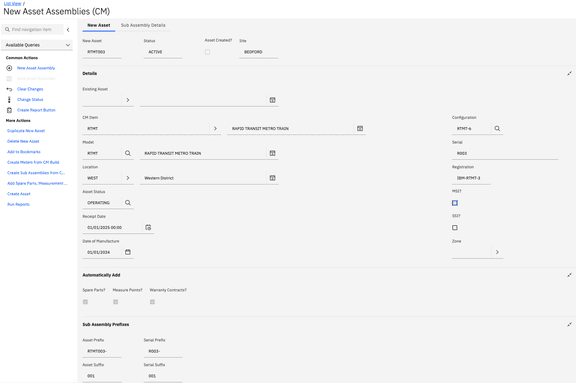 List View /
New Asset Assemblies (CM)
Find navigation item
Available Queries
Common Actions
New Asset Assembly
Clear Changes
Change Status
Create Report Button
More Actions
Duplicate New Asset
Delete New Asset
Add to Bookmarks
Create Meters from CM Build
Create Sub Assemblies from C...
Add Spare Parts, Measurement ...
Create Asset
Run Reports
New Asset
Sub Assembly Details
New Asset
Status
Asset Created?
Site
RTMT003
ACTIVE
BEDFORD
Details
Existing Asset
CM Item
Configuration
RTMT
RAPID TRANSIT METRO TRAIN
RTMT-6
Model
Serial
RTMT
RAPID TRANSIT METRO TRAIN
R003
Location
Registration
WEST
Western District
IBM-RTMT-3
Asset Status
OPERATING
Receipt Date
01/01/2025 00:00
Date of Manufacture
Zone
01/01/2024
Automatically Add
Spare Parts?
Measure Points?
Warranty Contracts?
Sub Assembly Prefixes
Asset Prefix
Serial Prefix
RTMT003-
R003-
Asset Suffix
Serial Suffix
001
001